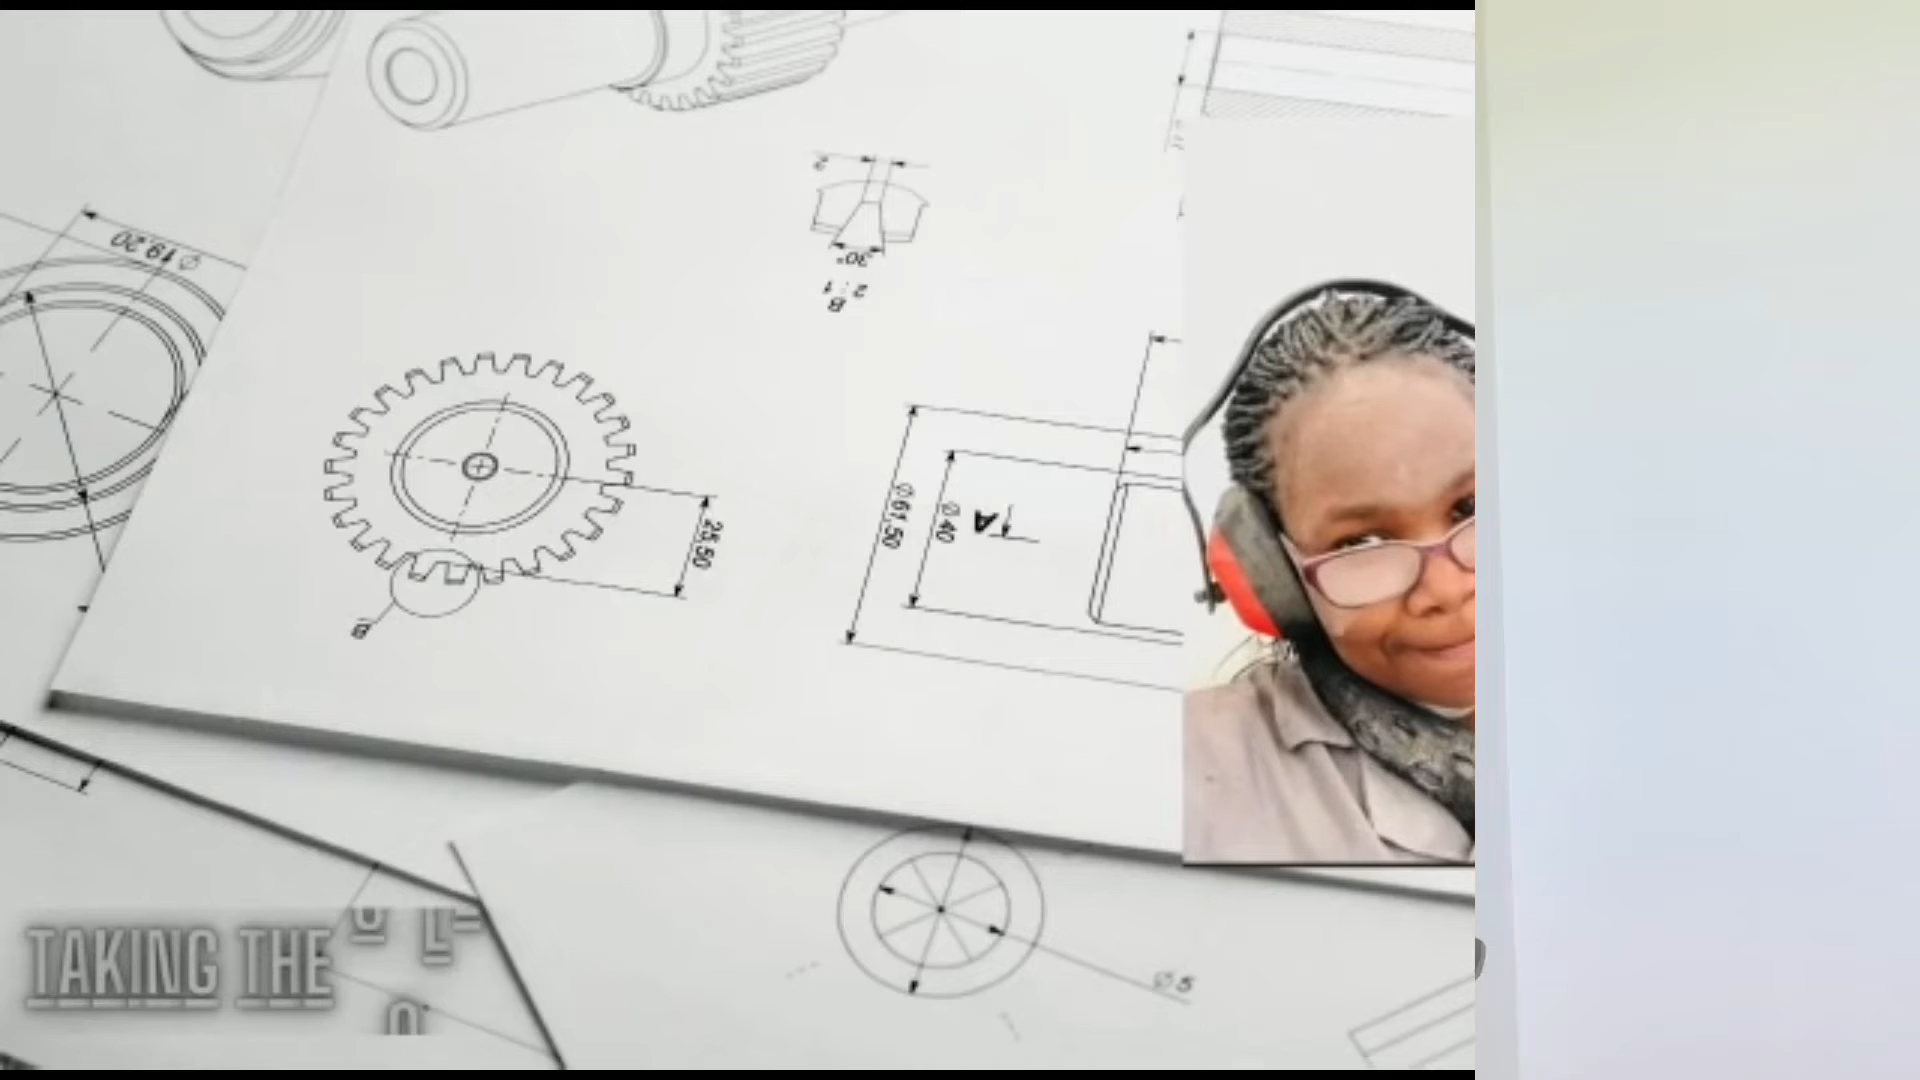 2
30°
B
2 : 1
Ø 19,20
25,50
B
Ø 61,50
Ø 40
A
TAKING THE
Ø 5